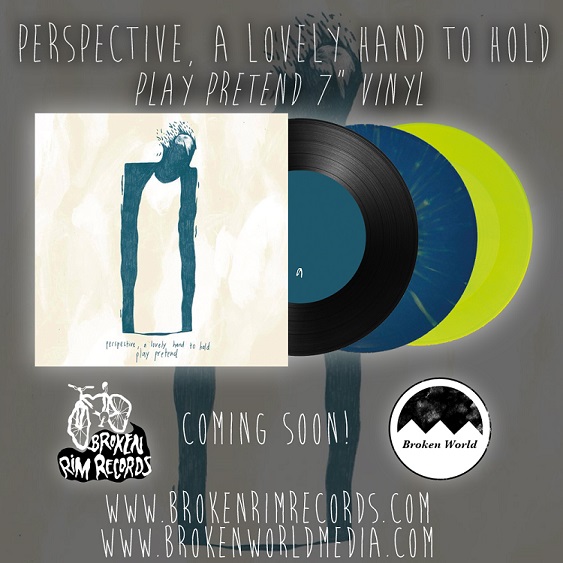 PERSPECTIVE, A LOVELY HAND TO HOLD
PLAY PRETEND 7" VINYL
a
perspective, a lovely hand to hold
play pretend
BROKEN
RIM RECORDS
COMING SOON!
Broken World
WWW.BROKENRIMRECORDS.COM
WWW.BROKENWORLDMEDIA.COM